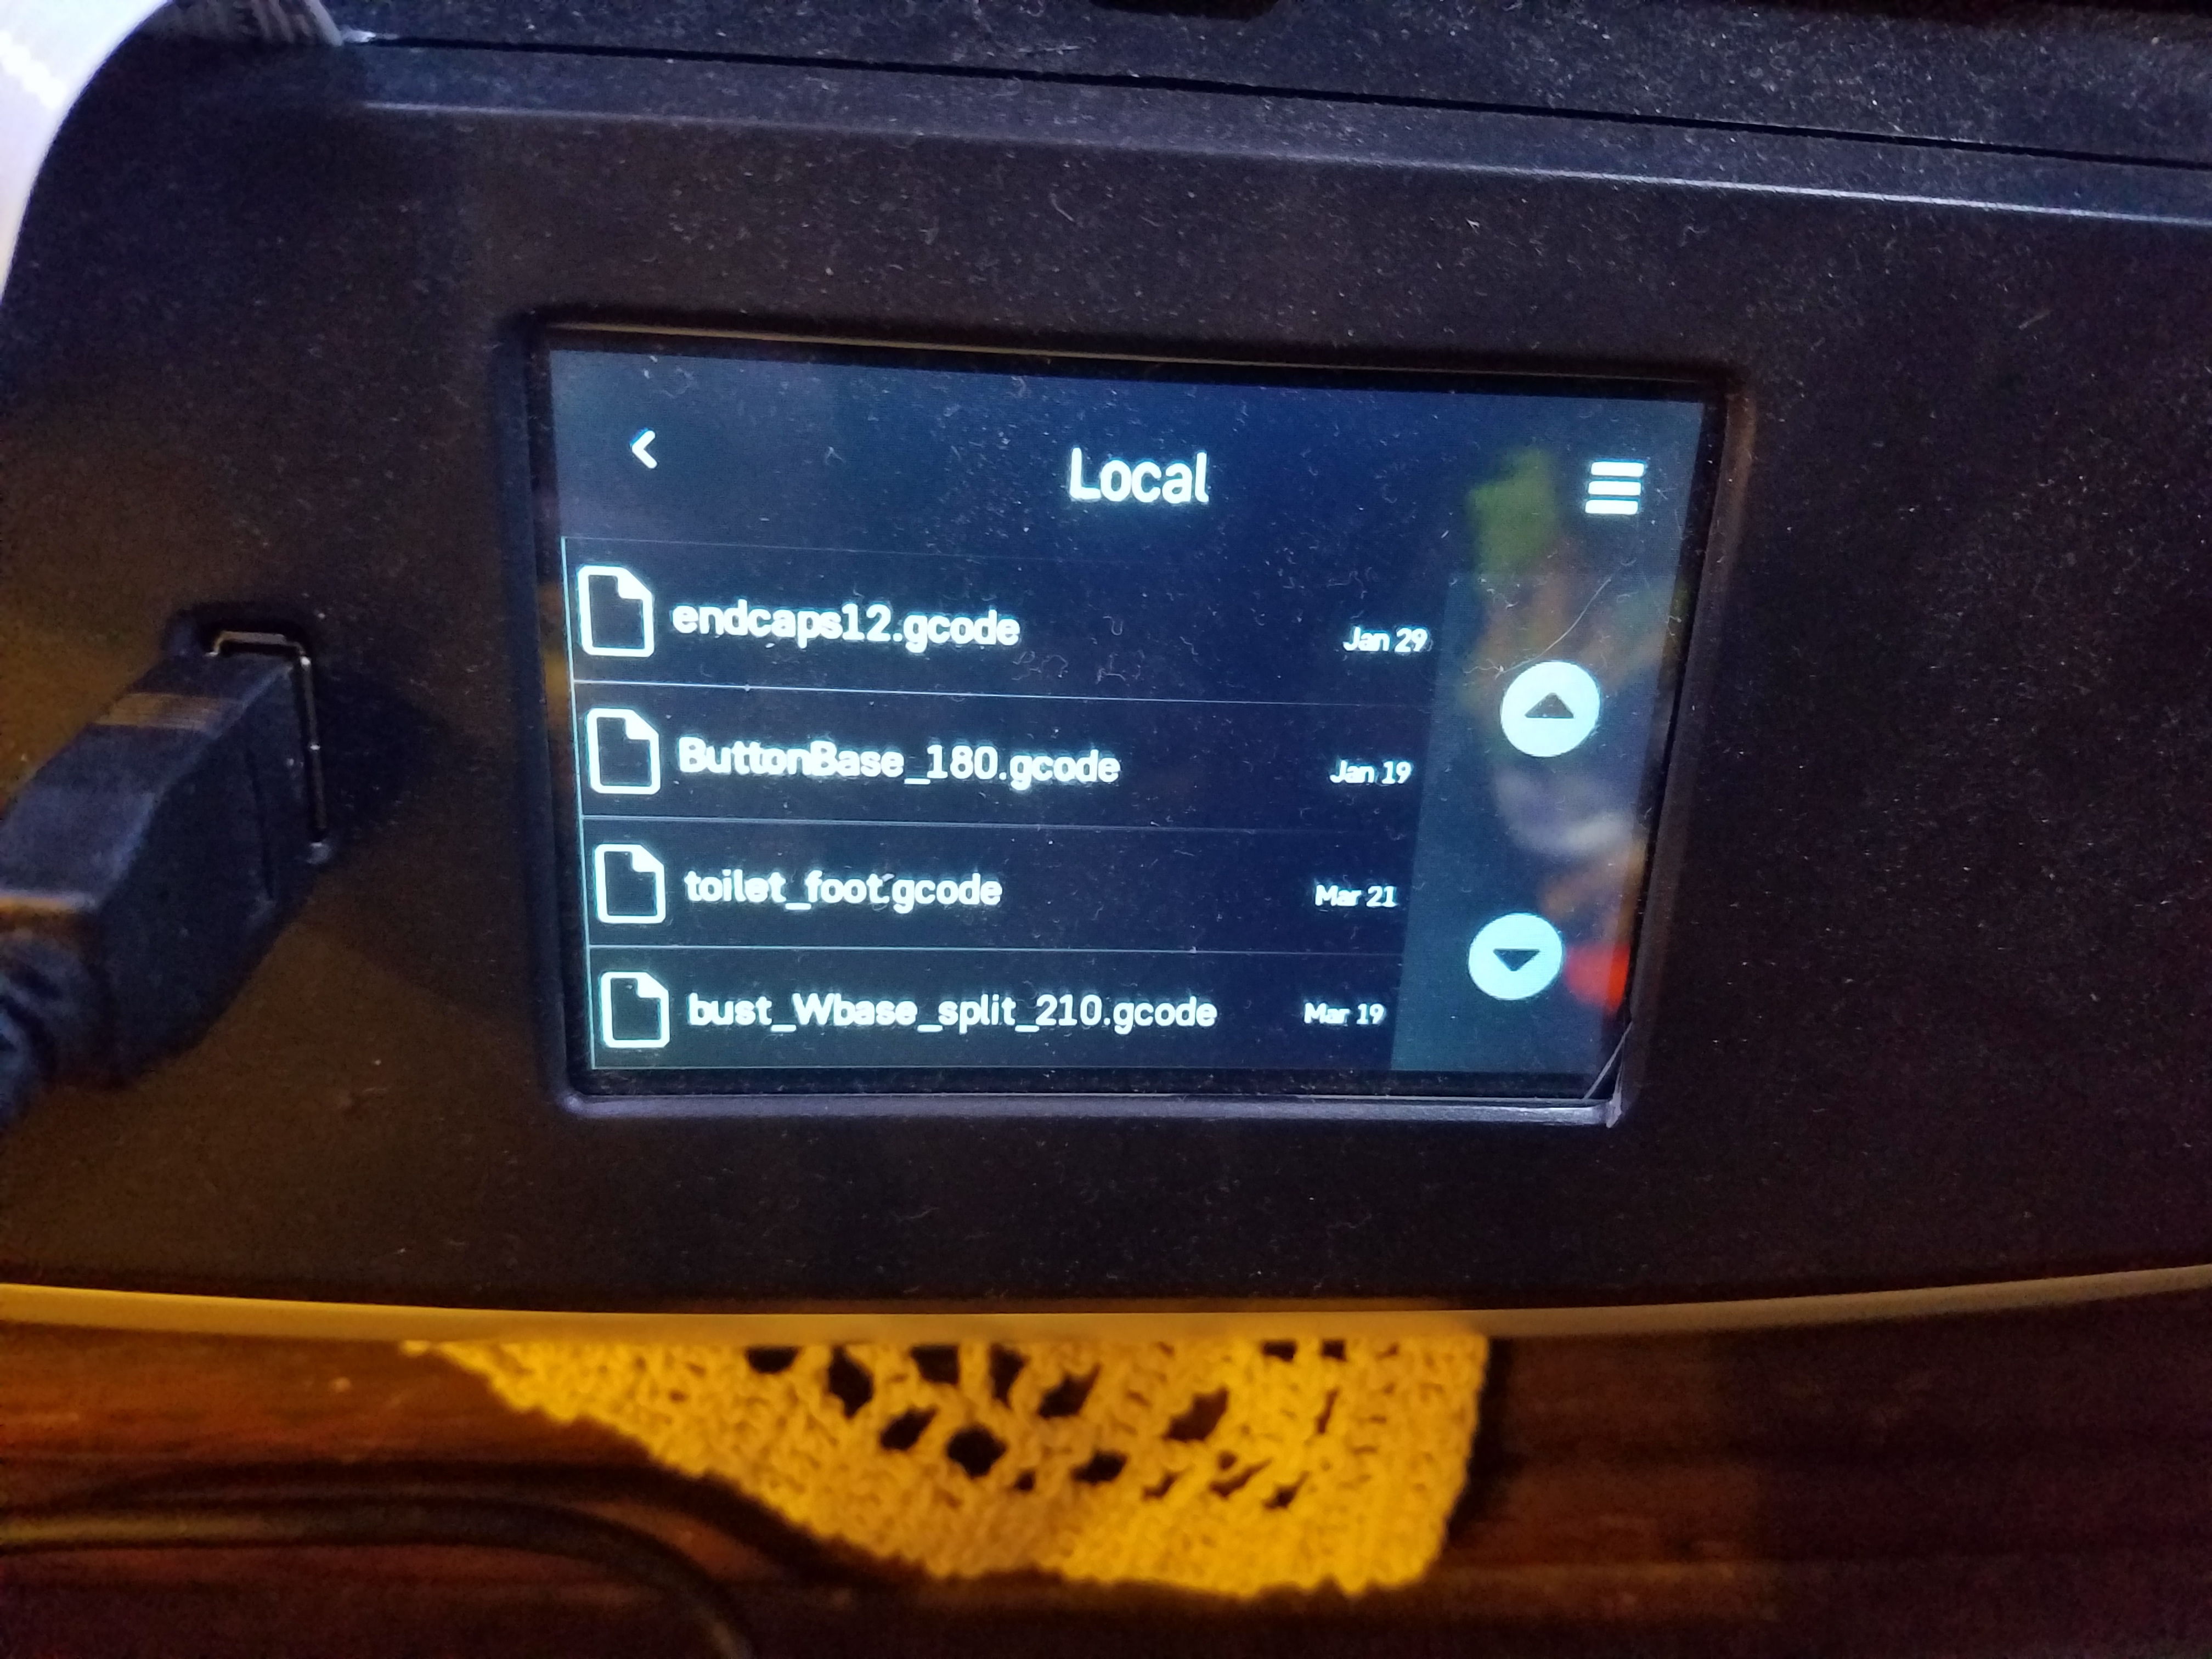 Local
endcaps12.gcode Jan 29
ButtonBase_180.gcode Jan 19
toilet_foot.gcode Mar 21
bust_Wbase_split_210.gcode Mar 19